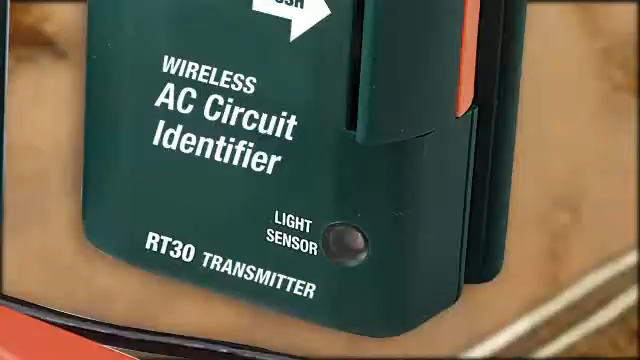 WIRELESS
AC Circuit
Identifier
LIGHT
SENSOR
RT30 TRANSMITTER